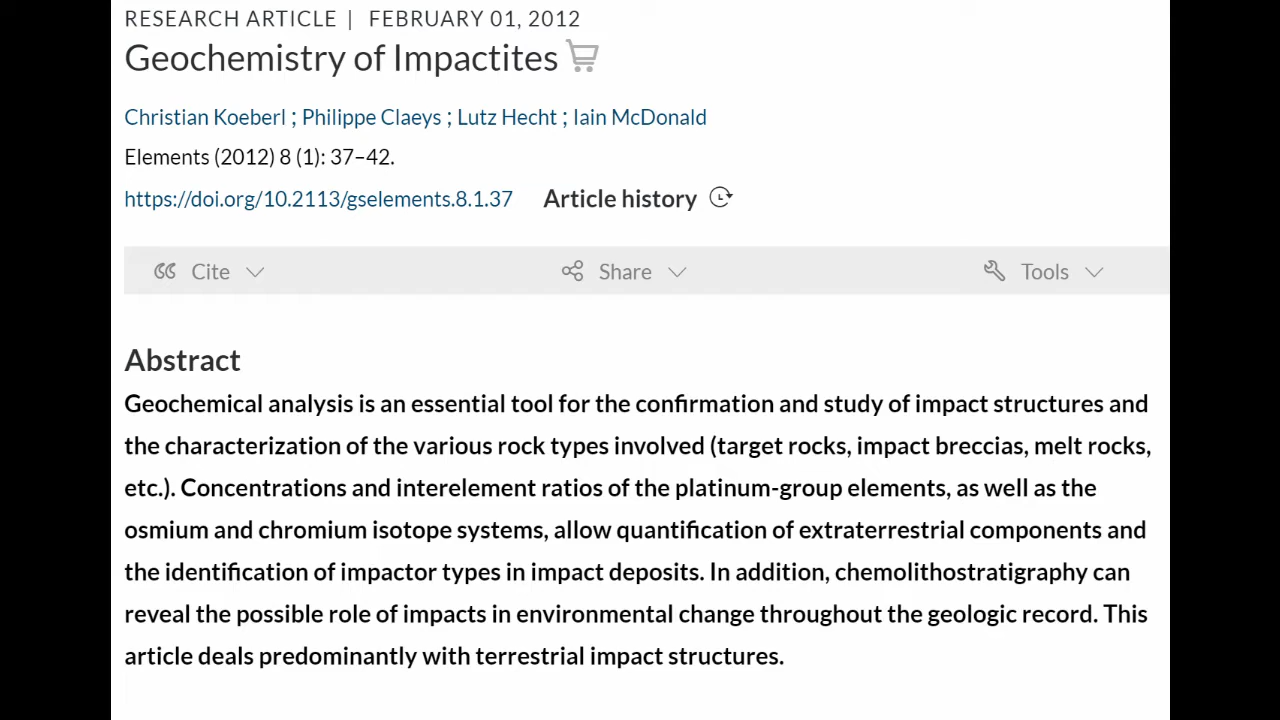 RESEARCH ARTICLE | FEBRUARY 01, 2012
Geochemistry of Impactites
Christian Koeberl ; Philippe Claeys ; Lutz Hecht ; Iain McDonald
Elements (2012) 8 (1): 37–42.
https://doi.org/10.2113/gselements.8.1.37 Article history
Cite Share Tools
Abstract
Geochemical analysis is an essential tool for the confirmation and study of impact structures and
the characterization of the various rock types involved (target rocks, impact breccias, melt rocks,
etc.). Concentrations and interelement ratios of the platinum-group elements, as well as the
osmium and chromium isotope systems, allow quantification of extraterrestrial components and
the identification of impactor types in impact deposits. In addition, chemolithostratigraphy can
reveal the possible role of impacts in environmental change throughout the geologic record. This
article deals predominantly with terrestrial impact structures.